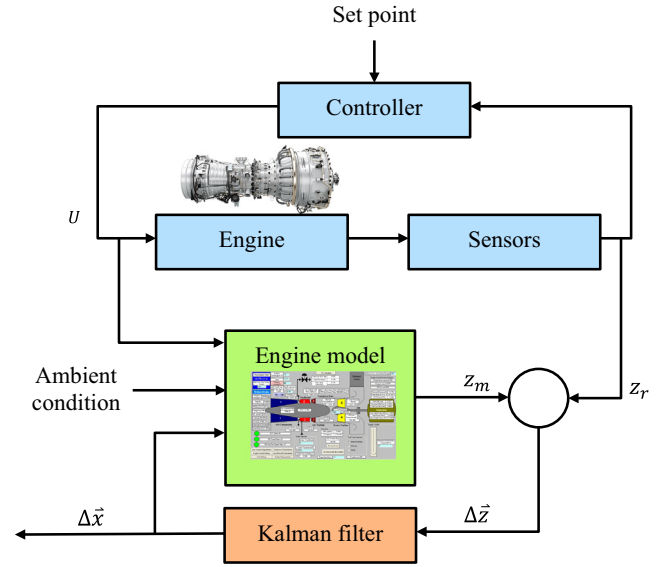 Set point
Controller
U
Engine
Sensors
Engine model
Ambient
condition
z_m
z_r
Δx⃗
Kalman filter
Δz⃗